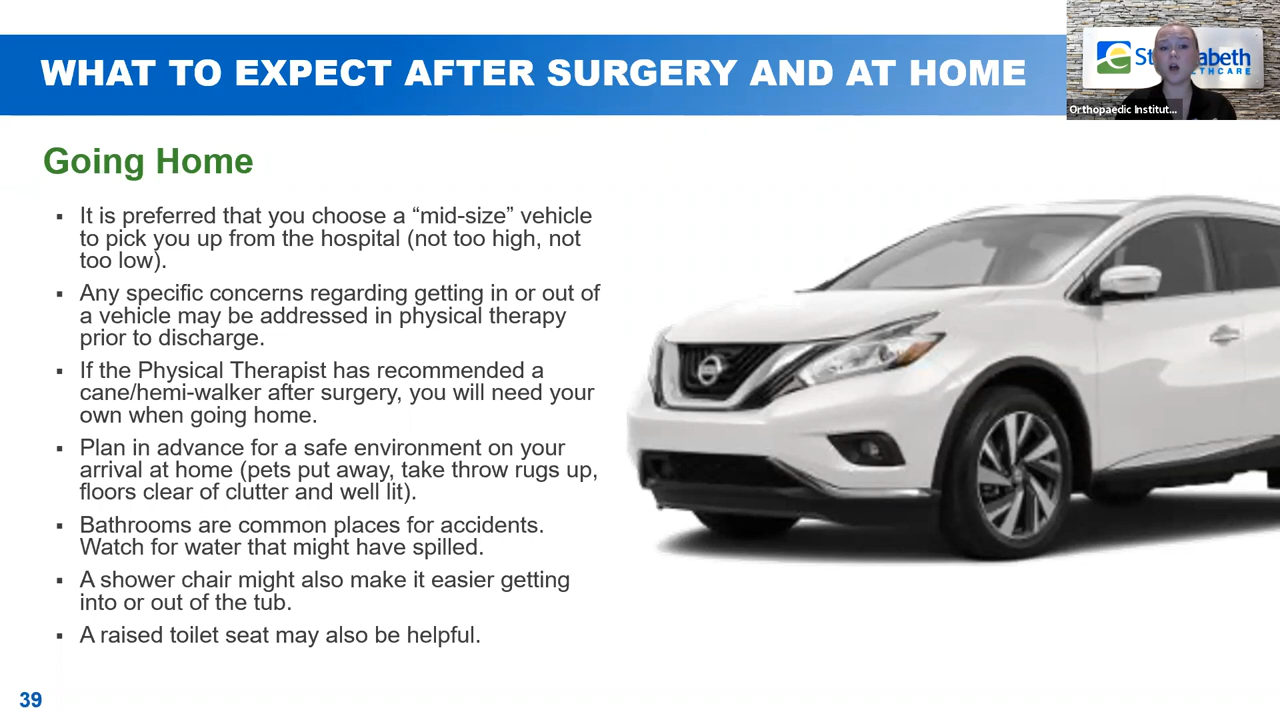 WHAT TO EXPECT AFTER SURGERY AND AT HOME
St
abeth
LTHCARE
Orthopaedic Institut...
Going Home
▪ It is preferred that you choose a “mid-size” vehicle
to pick you up from the hospital (not too high, not
too low).
▪ Any specific concerns regarding getting in or out of
a vehicle may be addressed in physical therapy
prior to discharge.
▪ If the Physical Therapist has recommended a
cane/hemi-walker after surgery, you will need your
own when going home.
▪ Plan in advance for a safe environment on your
arrival at home (pets put away, take throw rugs up,
floors clear of clutter and well lit).
▪ Bathrooms are common places for accidents.
Watch for water that might have spilled.
▪ A shower chair might also make it easier getting
into or out of the tub.
▪ A raised toilet seat may also be helpful.
39